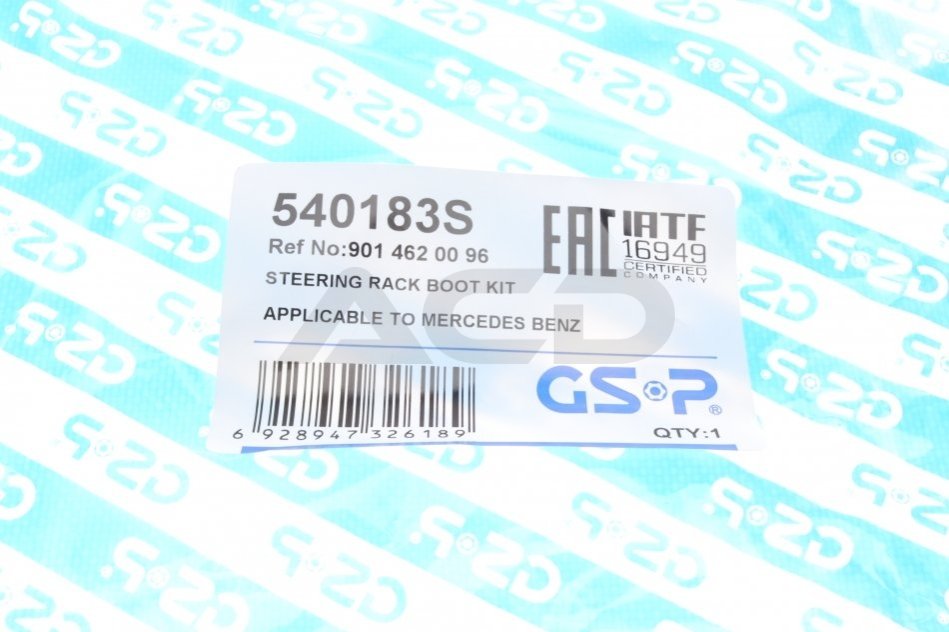 540183S
Ref No:901 462 00 96
STEERING RACK BOOT KIT
APPLICABLE TO MERCEDES BENZ
EAC
IATF
16949
CERTIFIED
COMPANY
ACD
GSP®
6 928947 326189
QTY:1